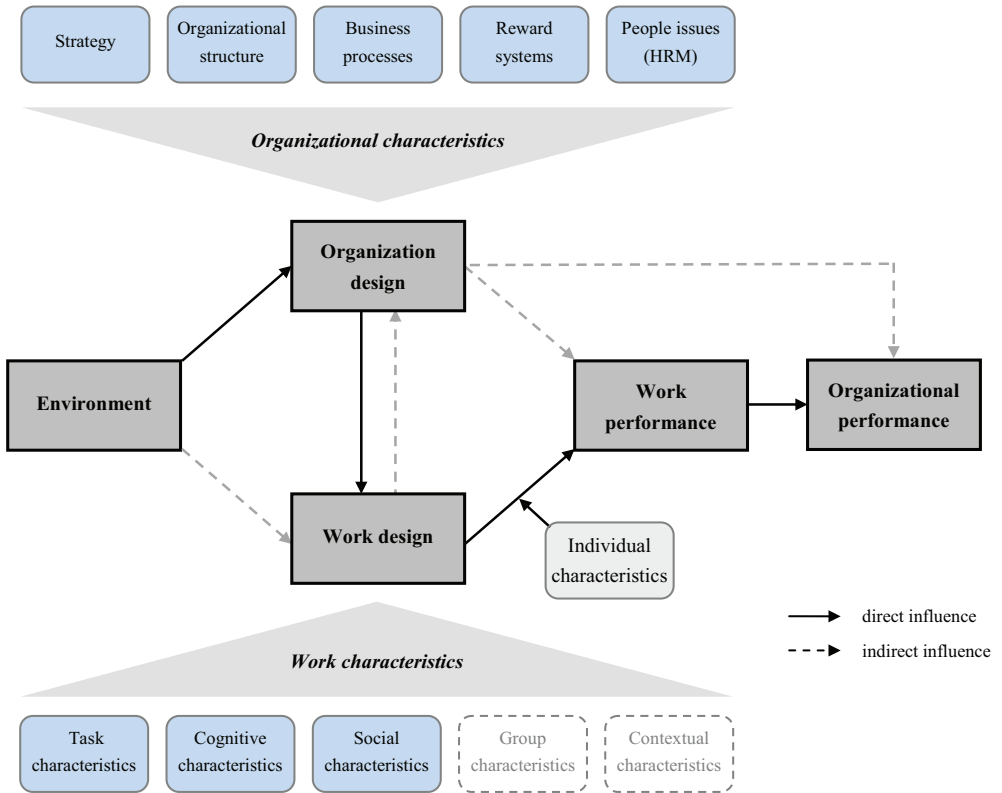 Strategy
Organizational
structure
Business
processes
Reward
systems
People issues
(HRM)
Organizational characteristics
Organization
design
Environment
Work
performance
Organizational
performance
Work design
Individual
characteristics
direct influence
indirect influence
Work characteristics
Task
characteristics
Cognitive
characteristics
Social
characteristics
Group
characteristics
Contextual
characteristics